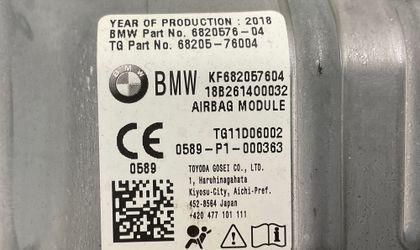 YEAR OF PRODUCTION : 2018
BMW Part No. 6820576-04
TG Part No. 68205-76004
BMW KF682057604
18B261400032
AIRBAG MODULE
CE TG11D06002
0589-P1-000363
0589
TOYODA GOSEI CO., LTD.
1, Haruhinagahata
Kiyosu-City, Aichi-Pref.
452-8564 Japan
+420 477 101 111